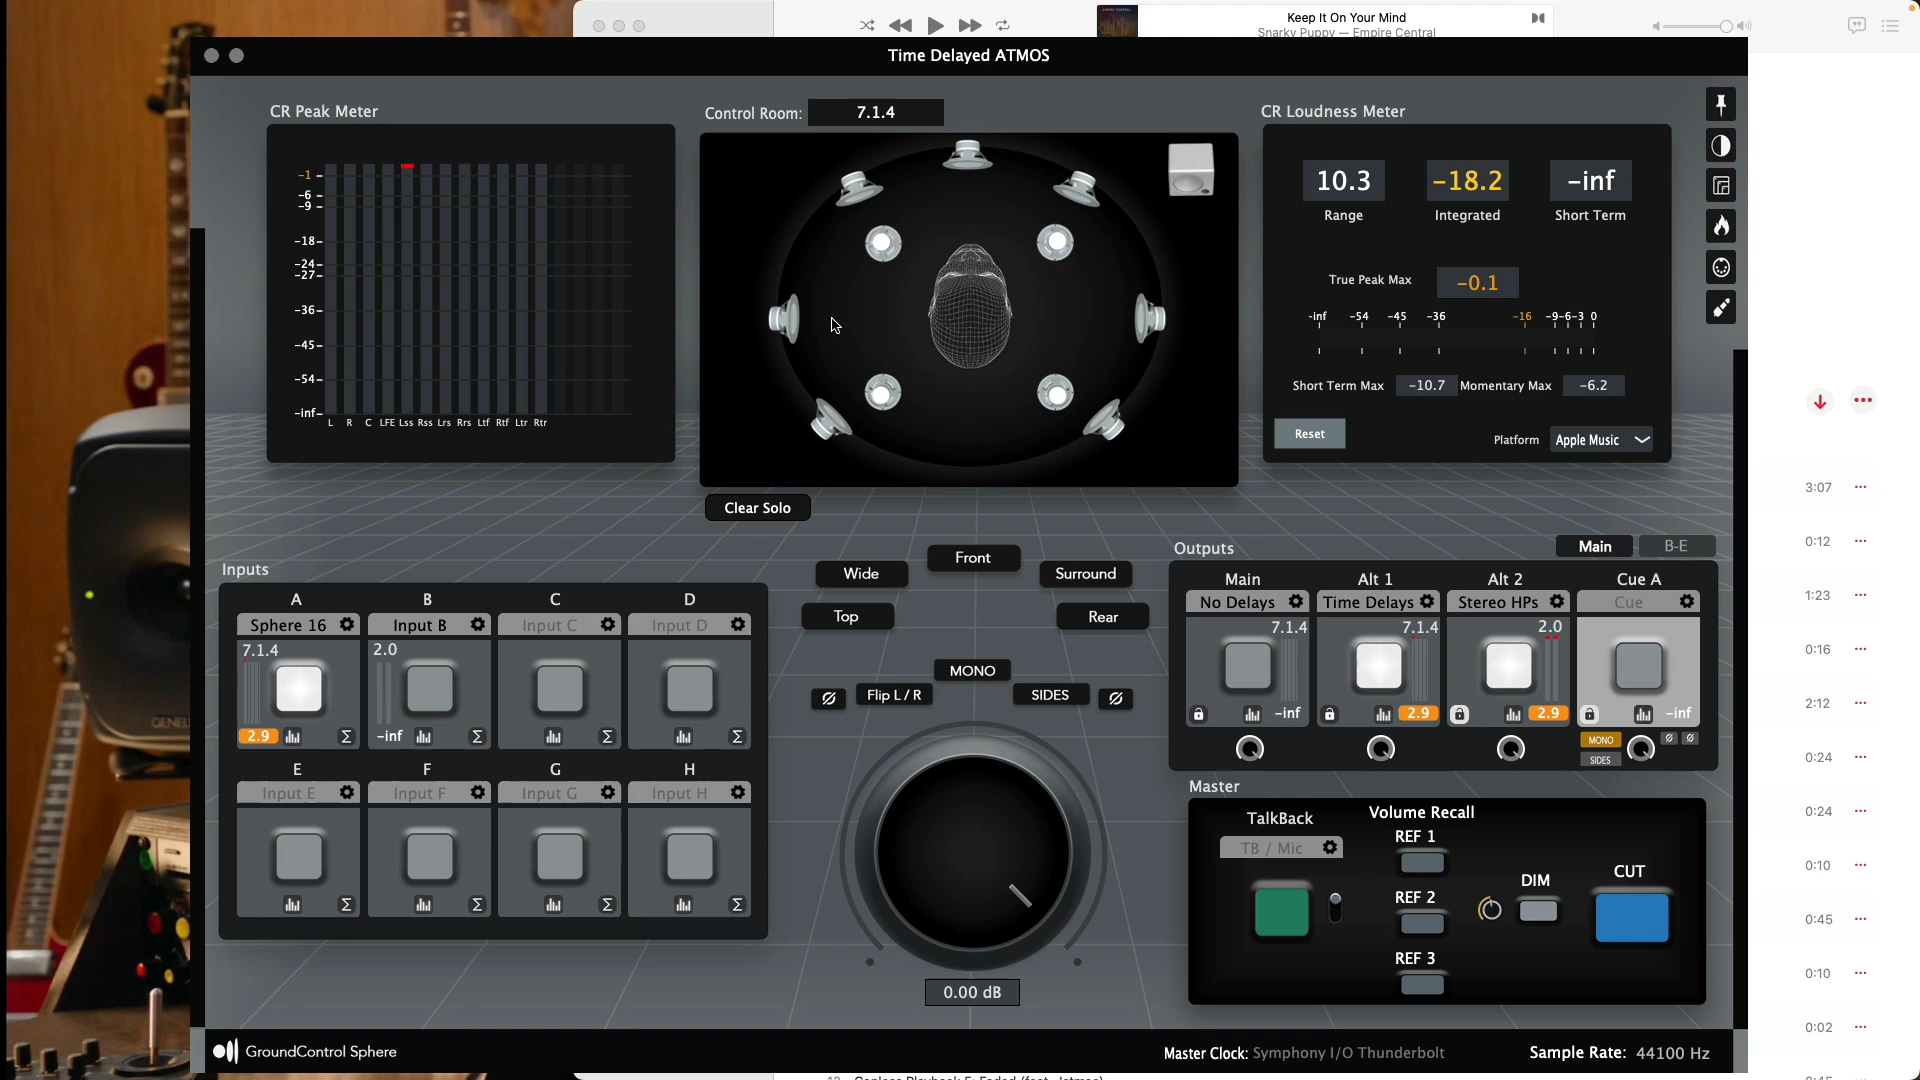 Keep It On Your Mind
Snarky Puppy — Empire Central
Time Delayed ATMOS
CR Peak Meter
-1
-6
-9
-18
-24
-27
-36
-45
-54
-inf
L R C LFE Lss Rss Lrs Rrs Ltf Rtf Ltr Rtr
Control Room: 7.1.4
Clear Solo
CR Loudness Meter
10.3 -18.2 -inf
Range Integrated Short Term
True Peak Max -0.1
-inf -54 -45 -36 -16 -9 -6 -3 0
Short Term Max -10.7 Momentary Max -6.2
Reset
Platform Apple Music
Inputs
A B C D
Sphere 16 Input B Input C Input D
7.1.4 2.0
2.9 Σ -inf Σ Σ Σ
E F G H
Input E Input F Input G Input H
Σ Σ Σ Σ
Front
Wide Surround
Top Rear
MONO
Ø Flip L / R SIDES Ø
0.00 dB
Outputs Main B-E
Main Alt 1 Alt 2 Cue A
No Delays Time Delays Stereo HPs Cue
7.1.4 7.1.4 2.0
-inf 2.9 2.9 -inf
MONO Ø Ø
SIDES
Master
TalkBack
TB / Mic
Volume Recall
REF 1
REF 2
REF 3
DIM
CUT
GroundControl Sphere
Master Clock: Symphony I/O Thunderbolt
Sample Rate: 44100 Hz
3:07
0:12
1:23
0:16
2:12
0:24
0:24
0:10
0:45
0:10
0:02
GENEL